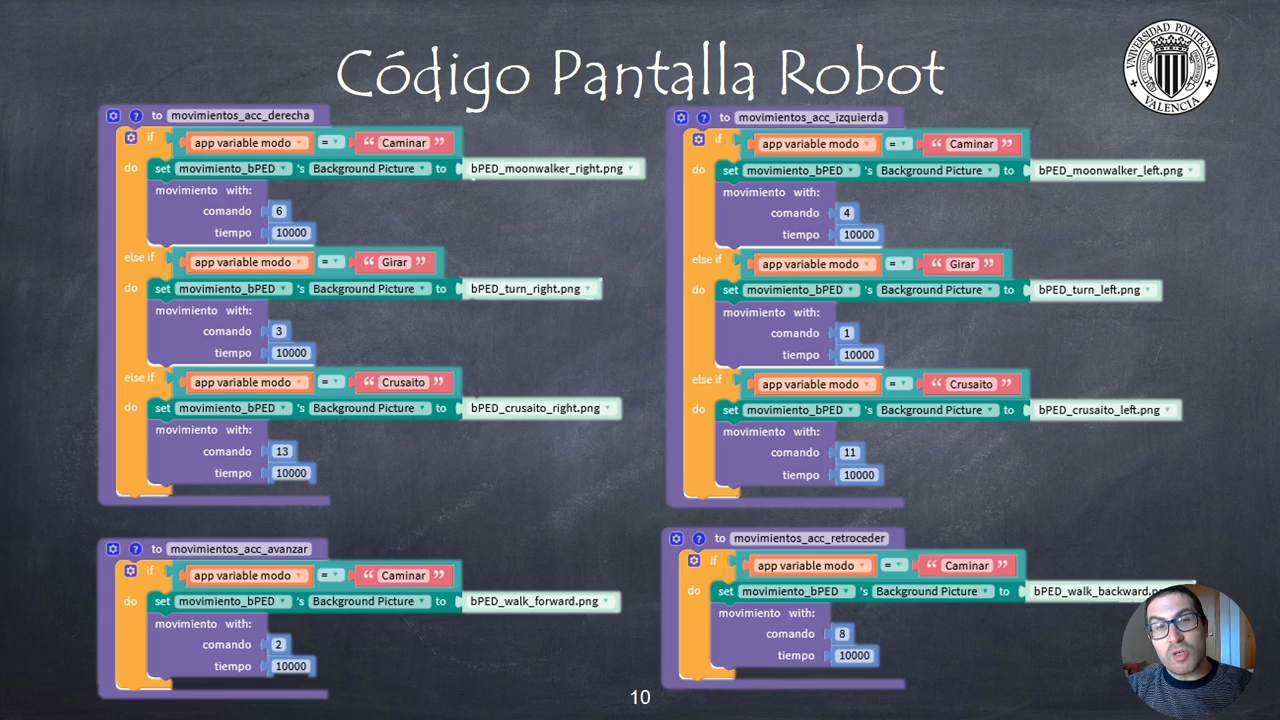 Código Pantalla Robot
UNIVERSIDAD POLITECNICA
VALENCIA
to movimientos_acc_derecha
if app variable modo = “ Caminar ”
do set movimiento_bPED 's Background Picture to bPED_moonwalker_right.png
movimiento with:
comando 6
tiempo 10000
else if app variable modo = “ Girar ”
do set movimiento_bPED 's Background Picture to bPED_turn_right.png
movimiento with:
comando 3
tiempo 10000
else if app variable modo = “ Crusaito ”
do set movimiento_bPED 's Background Picture to bPED_crusaito_right.png
movimiento with:
comando 13
tiempo 10000
to movimientos_acc_izquierda
if app variable modo = “ Caminar ”
do set movimiento_bPED 's Background Picture to bPED_moonwalker_left.png
movimiento with:
comando 4
tiempo 10000
else if app variable modo = “ Girar ”
do set movimiento_bPED 's Background Picture to bPED_turn_left.png
movimiento with:
comando 1
tiempo 10000
else if app variable modo = “ Crusaito ”
do set movimiento_bPED 's Background Picture to bPED_crusaito_left.png
movimiento with:
comando 11
tiempo 10000
to movimientos_acc_avanzar
if app variable modo = “ Caminar ”
do set movimiento_bPED 's Background Picture to bPED_walk_forward.png
movimiento with:
comando 2
tiempo 10000
to movimientos_acc_retroceder
if app variable modo = “ Caminar ”
do set movimiento_bPED 's Background Picture to bPED_walk_backward.p
movimiento with:
comando 8
tiempo 10000
10